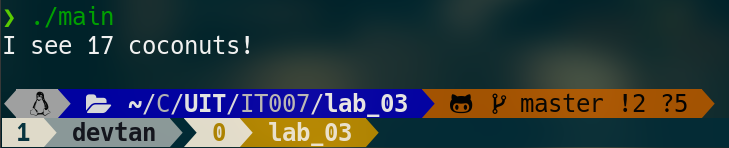 ❯ ./main
I see 17 coconuts!
~/C/UIT/IT007/lab_03 master !2 ?5
1 devtan 0 lab_03